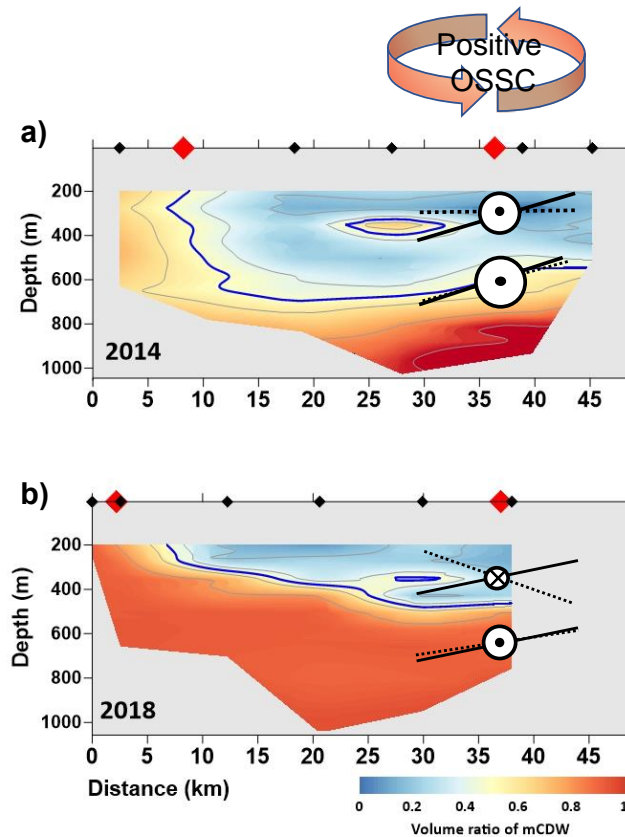 Positive
OSSC
a)
200
400
600
800
1000
Depth (m)
2014
0 5 10 15 20 25 30 35 40 45
b)
200
400
600
800
1000
Depth (m)
2018
0 5 10 15 20 25 30 35 40 45
Distance (km)
0 0.2 0.4 0.6 0.8 1
Volume ratio of mCDW